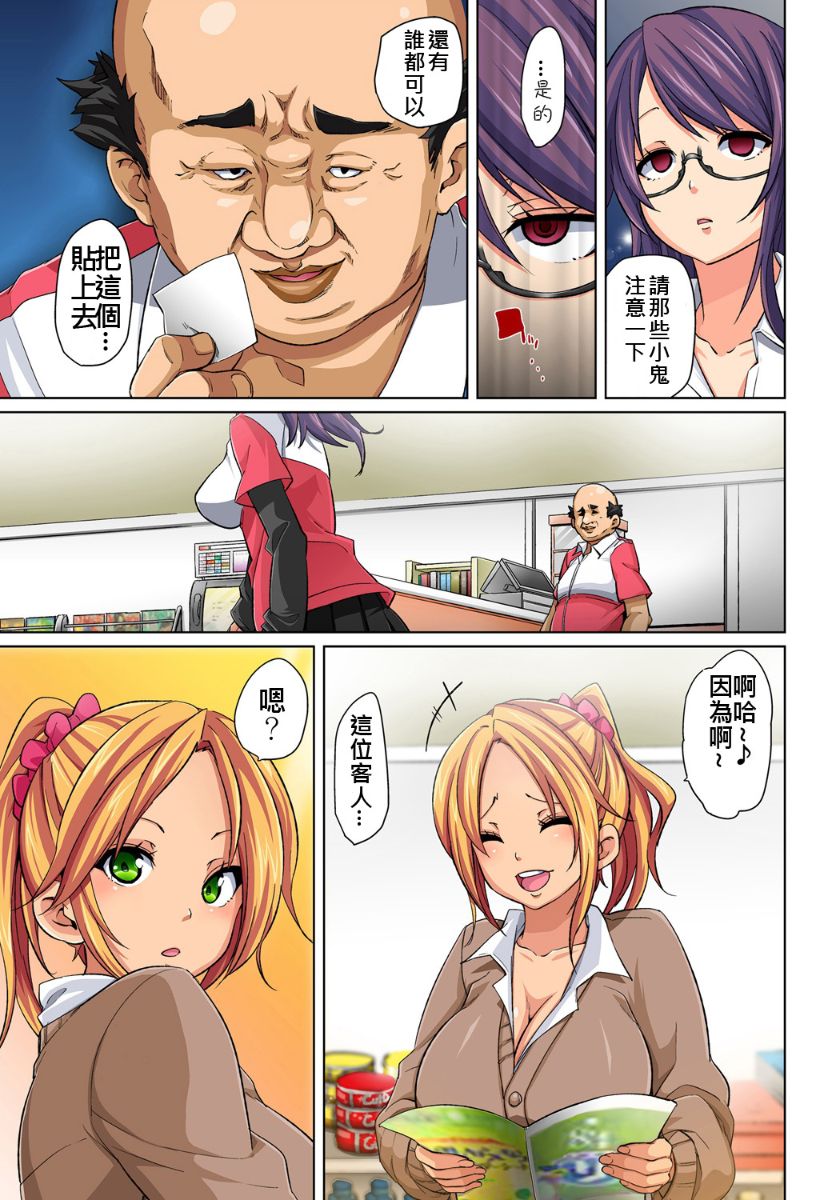 請那些小鬼
注意一下
…是的
還有
誰都可以
把這個…
貼上去
啊哈~♪
因為啊~
這位客人…
嗯？